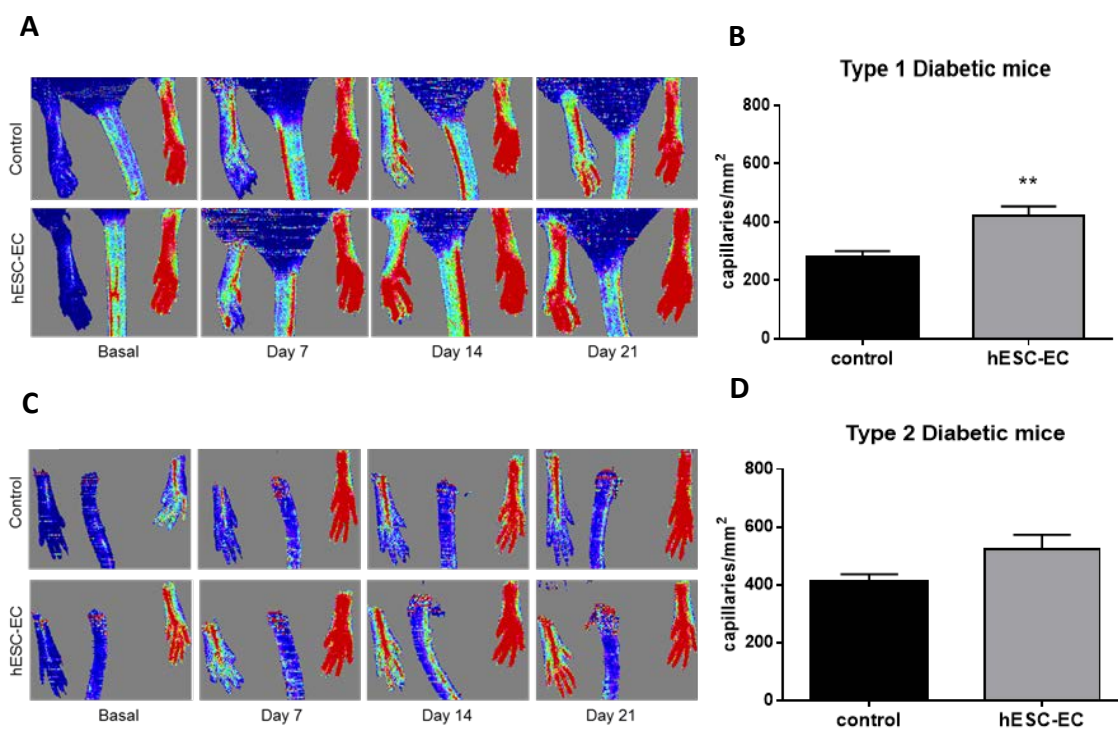 A
Control
hESC-EC
Basal
Day 7
Day 14
Day 21
B
Type 1 Diabetic mice
capillaries/mm²
800
600
400
200
0
**
control
hESC-EC
C
Control
hESC-EC
Basal
Day 7
Day 14
Day 21
D
Type 2 Diabetic mice
capillaries/mm²
800
600
400
200
0
control
hESC-EC